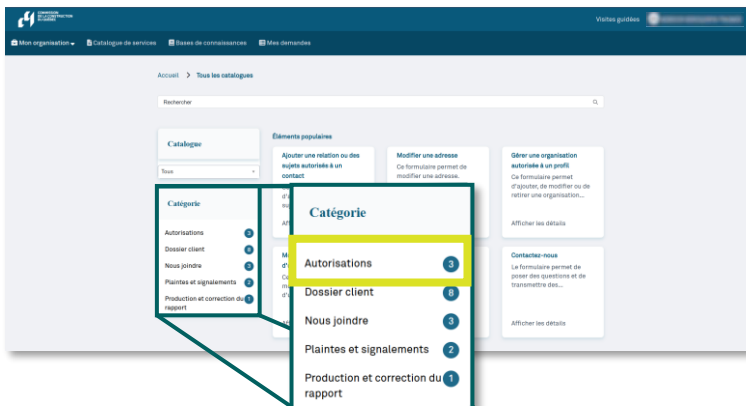 COMMISSION
DE LA CONSTRUCTION
DU QUÉBEC
Visites guidées
Mon organisation
Catalogue de services
Bases de connaissances
Mes demandes
Accueil > Tous les catalogues
Rechercher
Catalogue
Tous
Catégorie
Autorisations 3
Dossier client 8
Nous joindre 3
Plaintes et signalements 2
Production et correction du 1
rapport
Éléments populaires
Ajouter une relation ou des
sujets autorisés à un
contact
Modifier une adresse
Ce formulaire permet de
modifier une adresse.
Gérer une organisation
autorisée à un profil
Ce formulaire permet
d'ajouter, de modifier ou de
retirer une organisation...
Afficher les détails
Contactez-nous
Le formulaire permet de
poser des questions et de
transmettre des...
Afficher les détails
Catégorie
Autorisations 3
Dossier client 8
Nous joindre 3
Plaintes et signalements 2
Production et correction du 1
rapport